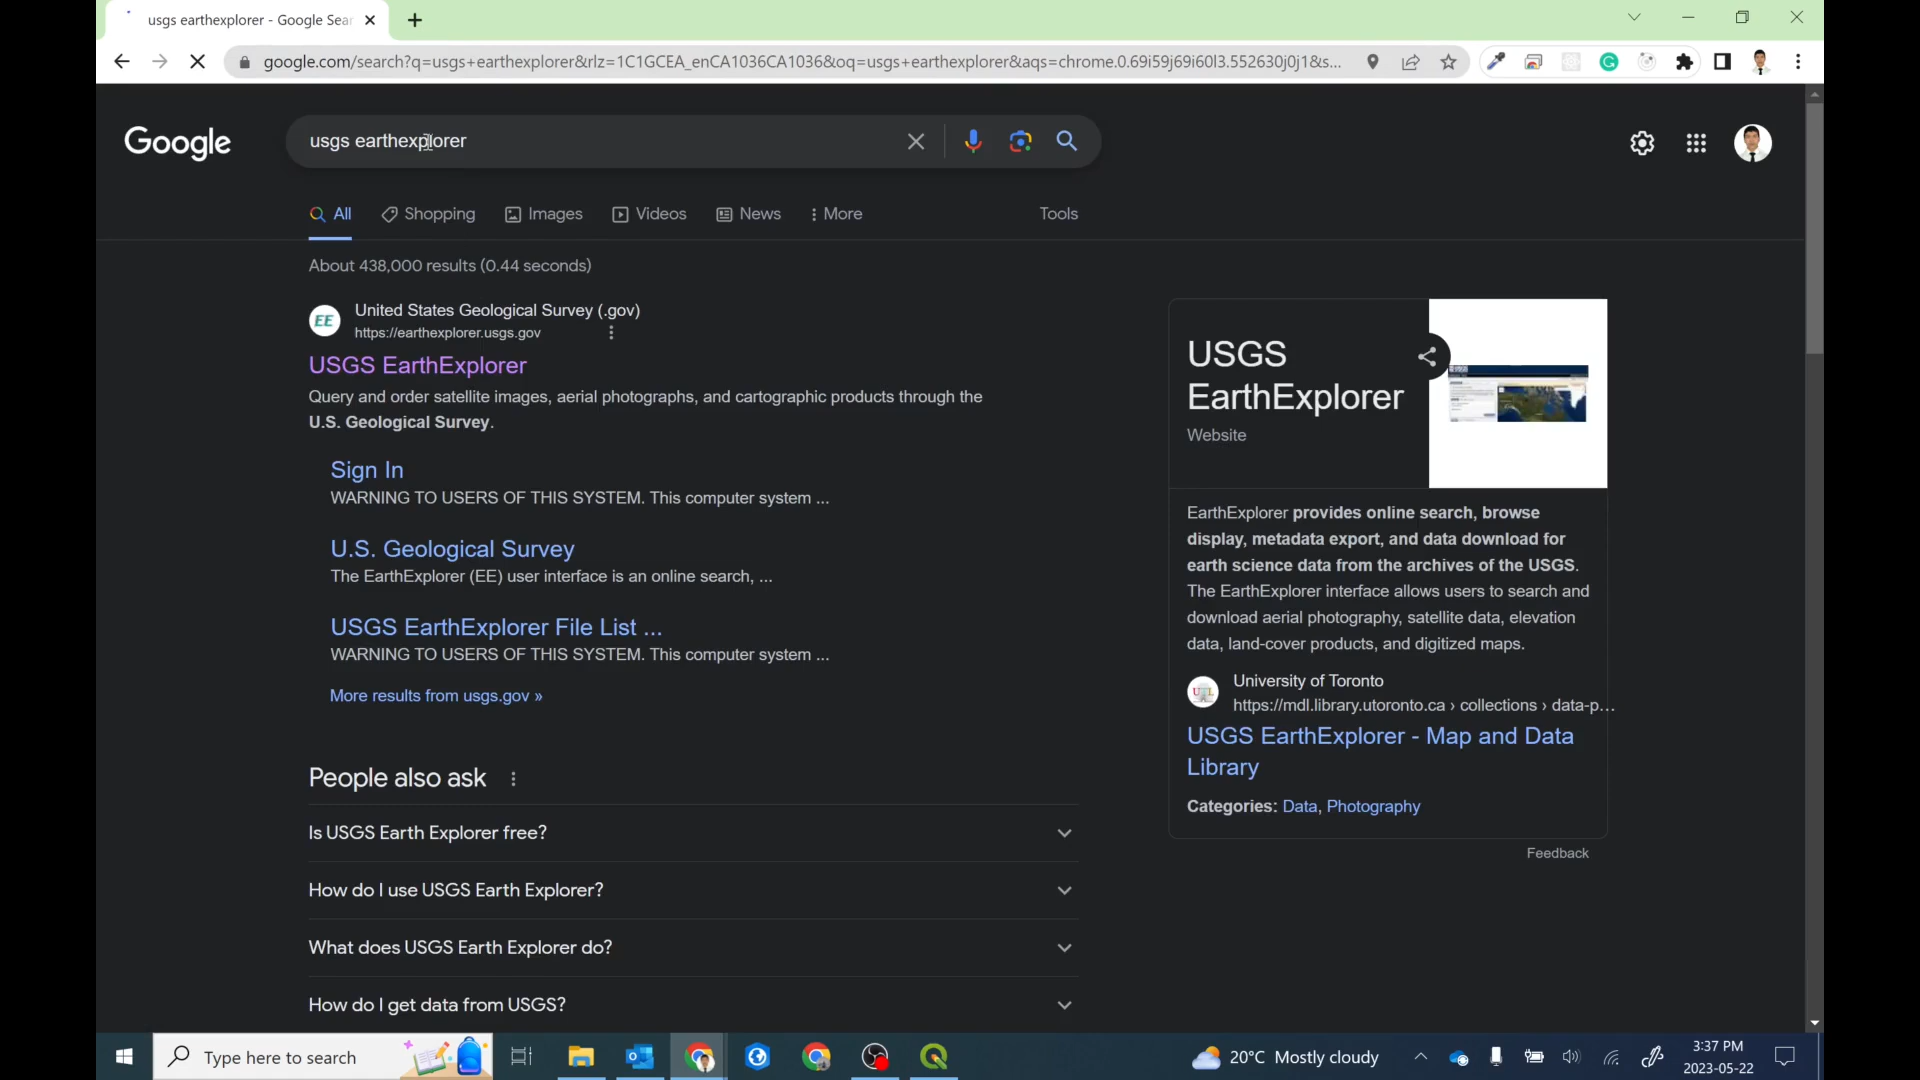 usgs earthexplorer - Google Sear
google.com/search?q=usgs+earthexplorer&rlz=1C1GCEA_enCA1036CA1036&oq=usgs+earthexplorer&aqs=chrome.0.69i59j69i60l3.552630j0j1&s...
Google
usgs earthexplorer
All
Shopping
Images
Videos
News
More
Tools
About 438,000 results (0.44 seconds)
EE
United States Geological Survey (.gov)
https://earthexplorer.usgs.gov
USGS EarthExplorer
Query and order satellite images, aerial photographs, and cartographic products through the
U.S. Geological Survey.
Sign In
WARNING TO USERS OF THIS SYSTEM. This computer system ...
U.S. Geological Survey
The EarthExplorer (EE) user interface is an online search, ...
USGS EarthExplorer File List ...
WARNING TO USERS OF THIS SYSTEM. This computer system ...
More results from usgs.gov »
People also ask
Is USGS Earth Explorer free?
How do I use USGS Earth Explorer?
What does USGS Earth Explorer do?
How do I get data from USGS?
USGS
EarthExplorer
Website
EarthExplorer provides online search, browse
display, metadata export, and data download for
earth science data from the archives of the USGS.
The EarthExplorer interface allows users to search and
download aerial photography, satellite data, elevation
data, land-cover products, and digitized maps.
University of Toronto
https://mdl.library.utoronto.ca › collections › data-p...
USGS EarthExplorer - Map and Data
Library
Categories: Data, Photography
Feedback
Type here to search
20°C Mostly cloudy
3:37 PM
2023-05-22